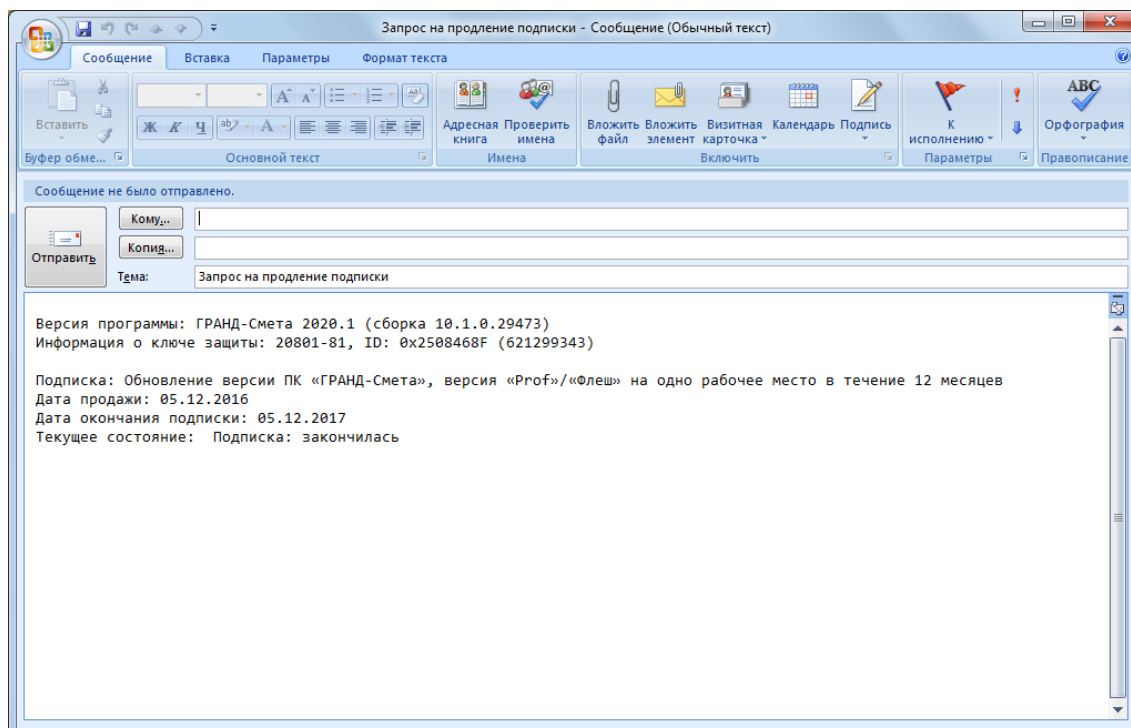 Запрос на продление подписки - Сообщение (Обычный текст)
Сообщение Вставка Параметры Формат текста
Вставить
Буфер обме...
Ж К Ч ab A
Основной текст
Адресная книга
Проверить имена
Имена
Вложить файл
Вложить элемент
Визитная карточка
Календарь
Подпись
Включить
К исполнению
Параметры
ABC
Орфография
Правописание
Сообщение не было отправлено.
Отправить
Кому...
Копия...
Тема: Запрос на продление подписки
Версия программы: ГРАНД-Смета 2020.1 (сборка 10.1.0.29473)
Информация о ключе защиты: 20801-81, ID: 0x2508468F (621299343)
Подписка: Обновление версии ПК «ГРАНД-Смета», версия «Prof»/«Флеш» на одно рабочее место в течение 12 месяцев
Дата продажи: 05.12.2016
Дата окончания подписки: 05.12.2017
Текущее состояние:  Подписка: закончилась